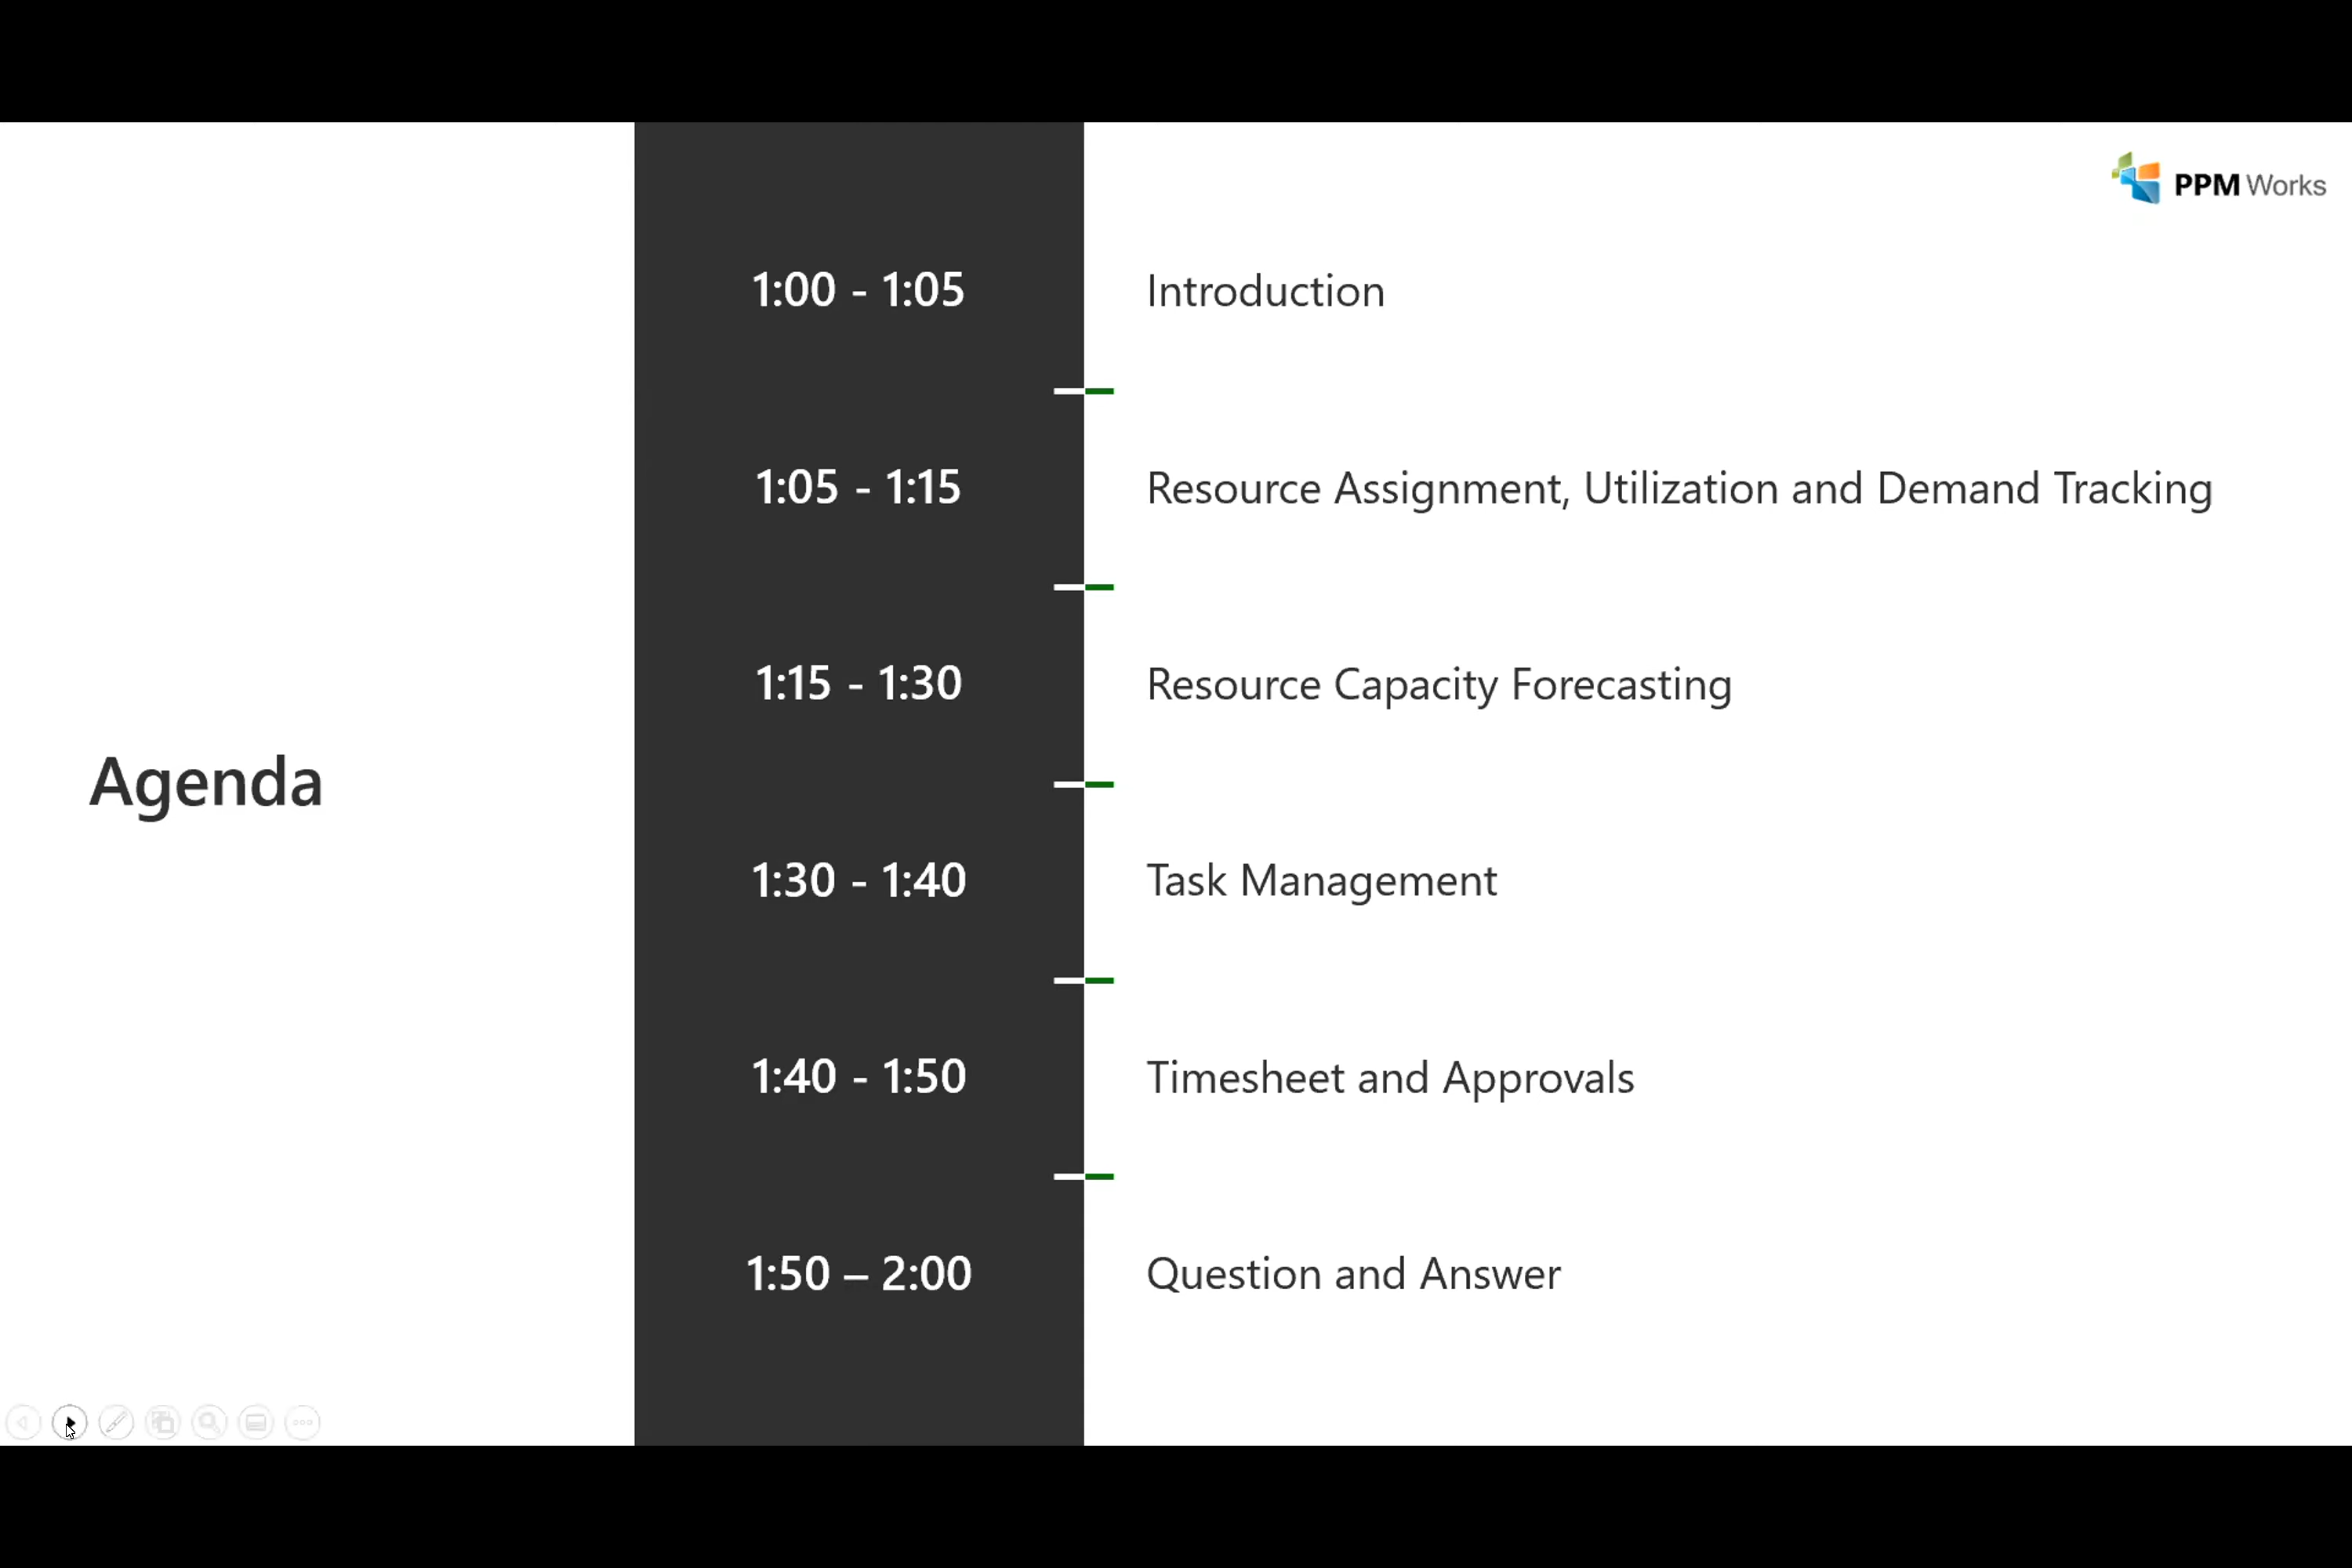 PPM Works
Agenda
1:00 - 1:05
Introduction
1:05 - 1:15
Resource Assignment, Utilization and Demand Tracking
1:15 - 1:30
Resource Capacity Forecasting
1:30 - 1:40
Task Management
1:40 - 1:50
Timesheet and Approvals
1:50 – 2:00
Question and Answer